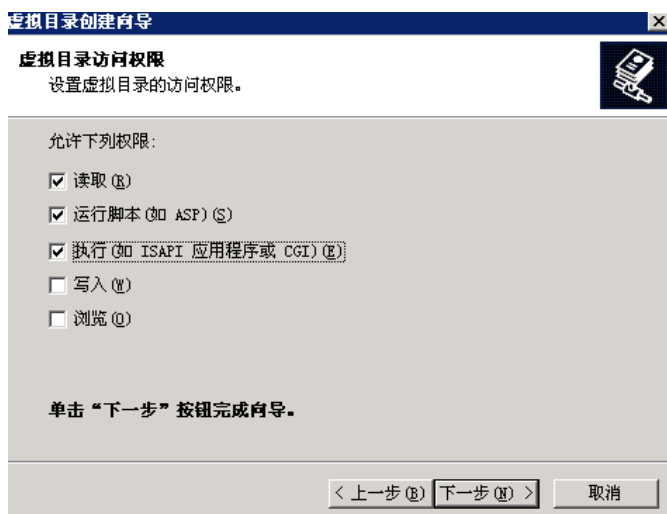 虚拟目录创建向导
虚拟目录访问权限
设置虚拟目录的访问权限。
允许下列权限:
读取(R)
运行脚本(如 ASP)(S)
执行(如 ISAPI 应用程序或 CGI)(E)
写入(W)
浏览(O)
单击“下一步”按钮完成向导。
< 上一步(B) 下一步(N) > 取消